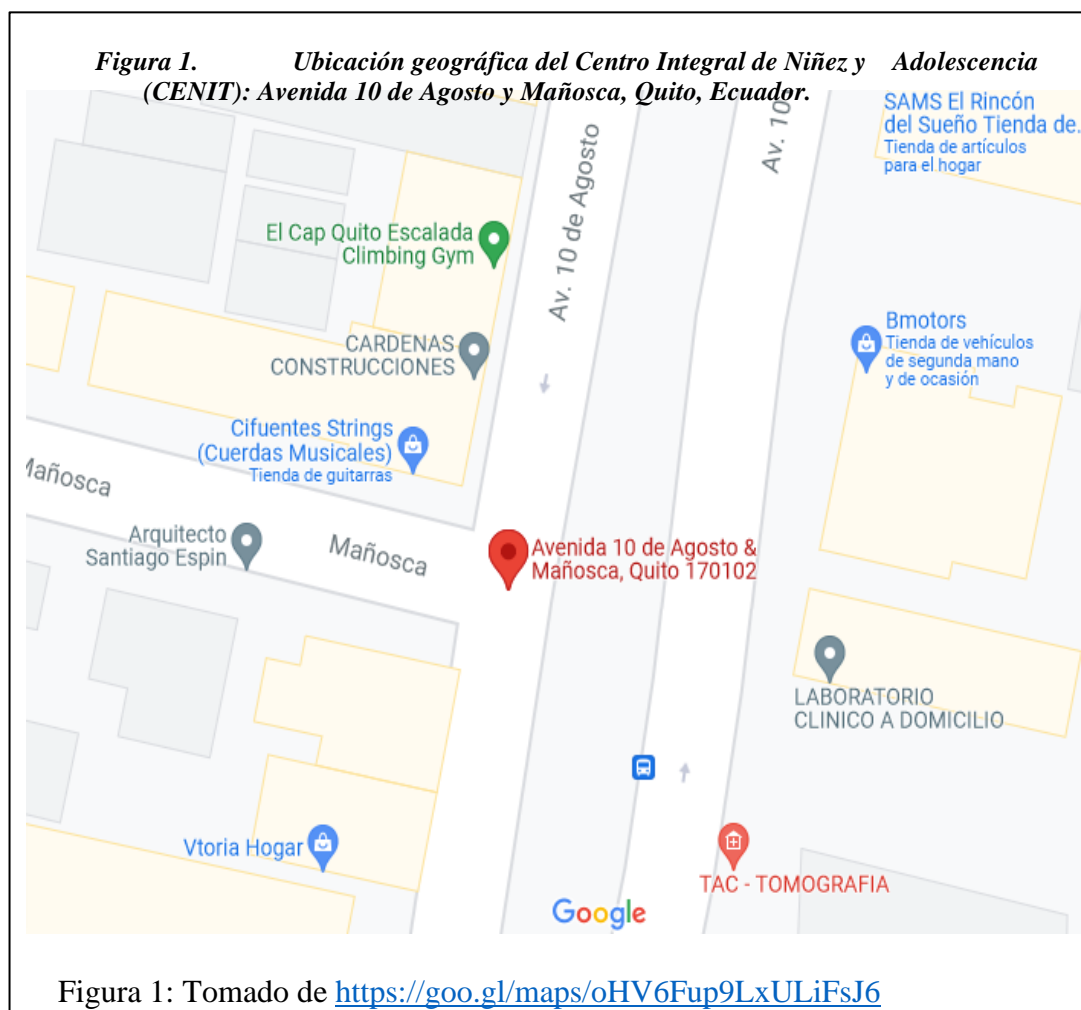 Figura 1. Ubicación geográfica del Centro Integral de Niñez y Adolescencia
(CENIT): Avenida 10 de Agosto y Mañosca, Quito, Ecuador.
SAMS El Rincón
del Sueño Tienda de..
Tienda de artículos
para el hogar
Av. 10
Av. 10 de Agosto
El Cap Quito Escalada
Climbing Gym
Bmotors
Tienda de vehículos
de segunda mano
y de ocasión
CARDENAS
CONSTRUCCIONES
Cifuentes Strings
(Cuerdas Musicales)
Tienda de guitarras
Mañosca
Arquitecto
Santiago Espin
Mañosca
Avenida 10 de Agosto &
Mañosca, Quito 170102
LABORATORIO
CLINICO A DOMICILIO
Vtoria Hogar
TAC - TOMOGRAFIA
Google
Figura 1: Tomado de https://goo.gl/maps/oHV6Fup9LxULiFsJ6